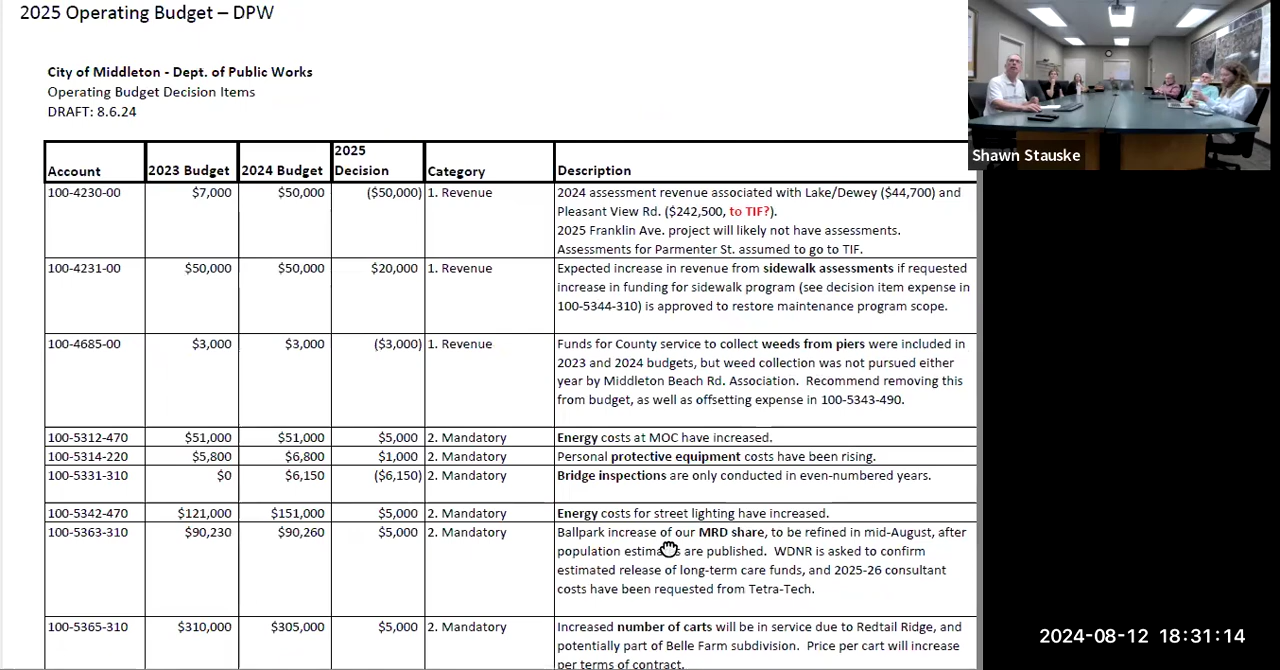 2025 Operating Budget – DPW
City of Middleton - Dept. of Public Works
Operating Budget Decision Items
DRAFT: 8.6.24
Account 2023 Budget 2024 Budget 2025 Decision Category Description
100-4230-00 $7,000 $50,000 ($50,000) 1. Revenue 2024 assessment revenue associated with Lake/Dewey ($44,700) and
Pleasant View Rd. ($242,500, to TIF?).
2025 Franklin Ave. project will likely not have assessments.
Assessments for Parmenter St. assumed to go to TIF.
100-4231-00 $50,000 $50,000 $20,000 1. Revenue Expected increase in revenue from sidewalk assessments if requested
increase in funding for sidewalk program (see decision item expense in
100-5344-310) is approved to restore maintenance program scope.
100-4685-00 $3,000 $3,000 ($3,000) 1. Revenue Funds for County service to collect weeds from piers were included in
2023 and 2024 budgets, but weed collection was not pursued either
year by Middleton Beach Rd. Association. Recommend removing this
from budget, as well as offsetting expense in 100-5343-490.
100-5312-470 $51,000 $51,000 $5,000 2. Mandatory Energy costs at MOC have increased.
100-5314-220 $5,800 $6,800 $1,000 2. Mandatory Personal protective equipment costs have been rising.
100-5331-310 $0 $6,150 ($6,150) 2. Mandatory Bridge inspections are only conducted in even-numbered years.
100-5342-470 $121,000 $151,000 $5,000 2. Mandatory Energy costs for street lighting have increased.
100-5363-310 $90,230 $90,260 $5,000 2. Mandatory Ballpark increase of our MRD share, to be refined in mid-August, after
population estimates are published. WDNR is asked to confirm
estimated release of long-term care funds, and 2025-26 consultant
costs have been requested from Tetra-Tech.
100-5365-310 $310,000 $305,000 $5,000 2. Mandatory Increased number of carts will be in service due to Redtail Ridge, and
potentially part of Belle Farm subdivision. Price per cart will increase
per terms of contract.
Shawn Stauske
2024-08-12 18:31:14